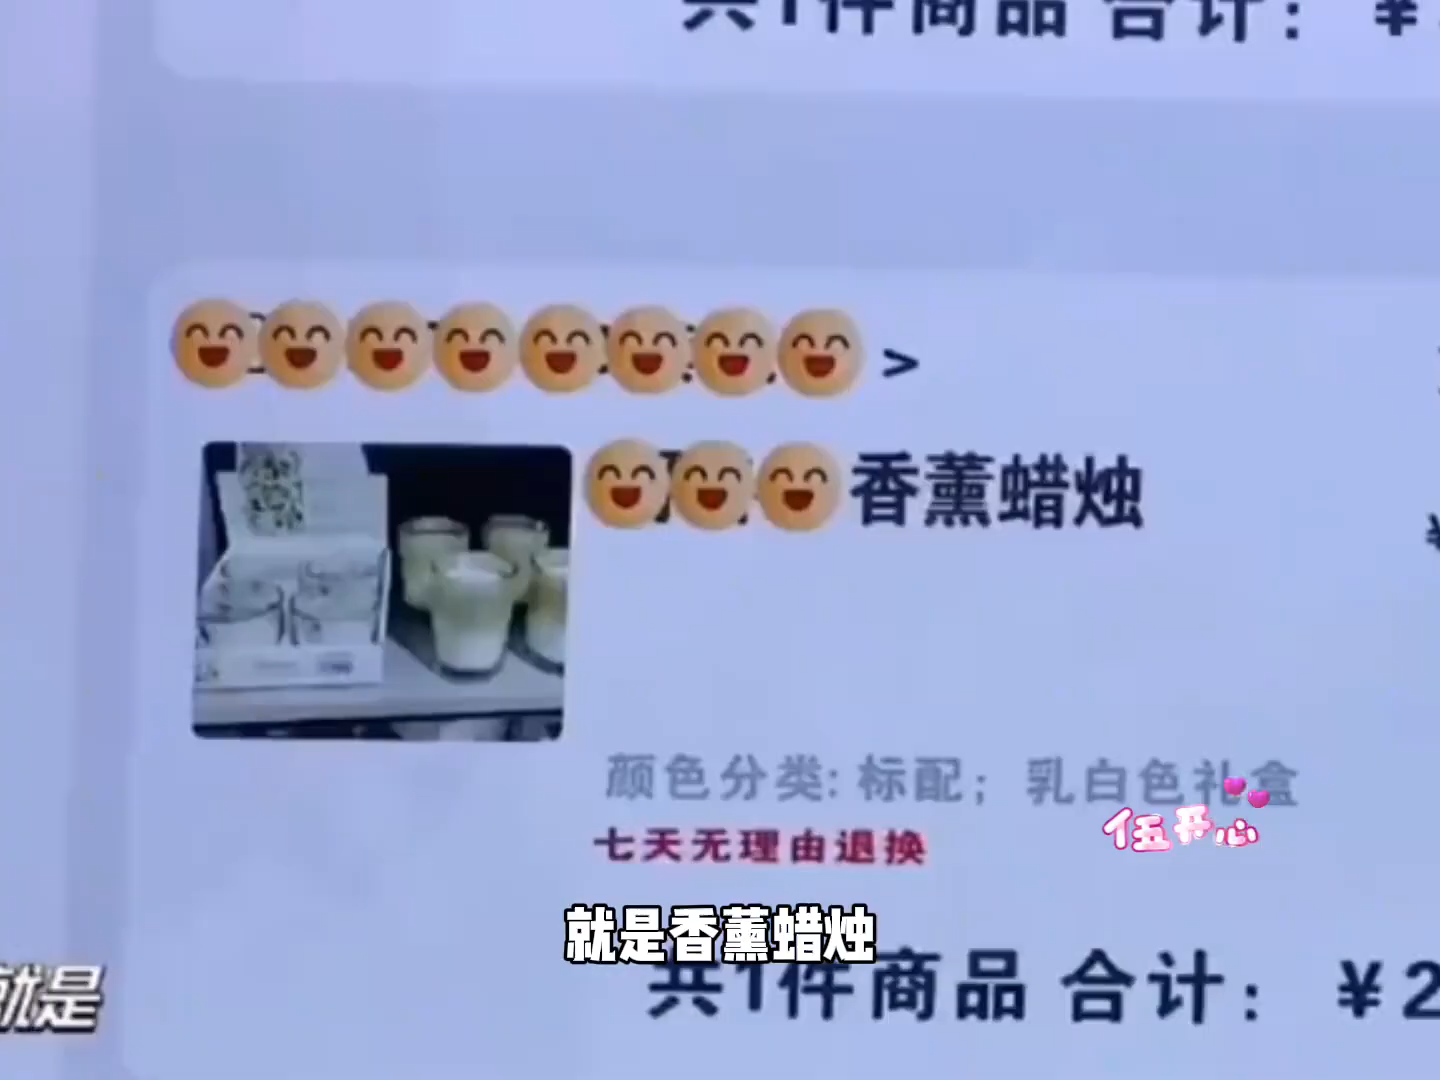 共1件商品 合计: ¥
>
香薰蜡烛
¥
颜色分类: 标配; 乳白色礼盒
七天无理由退换
伍开心
就是香薰蜡烛
共1件商品 合计: ¥2
就是